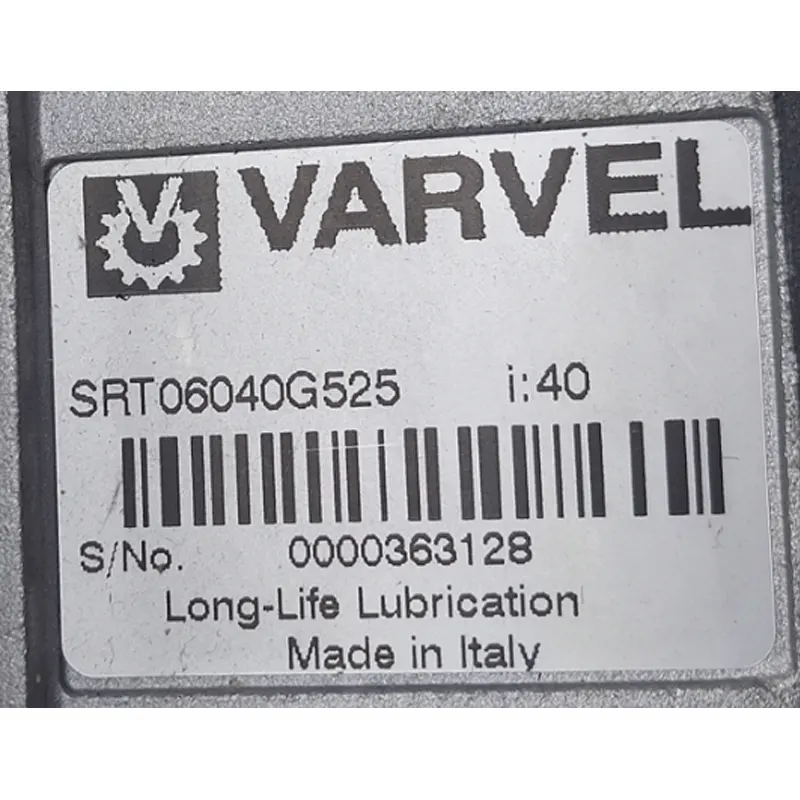 VARVEL
SRT06040G525 i:40
S/No. 0000363128
Long-Life Lubrication
Made in Italy